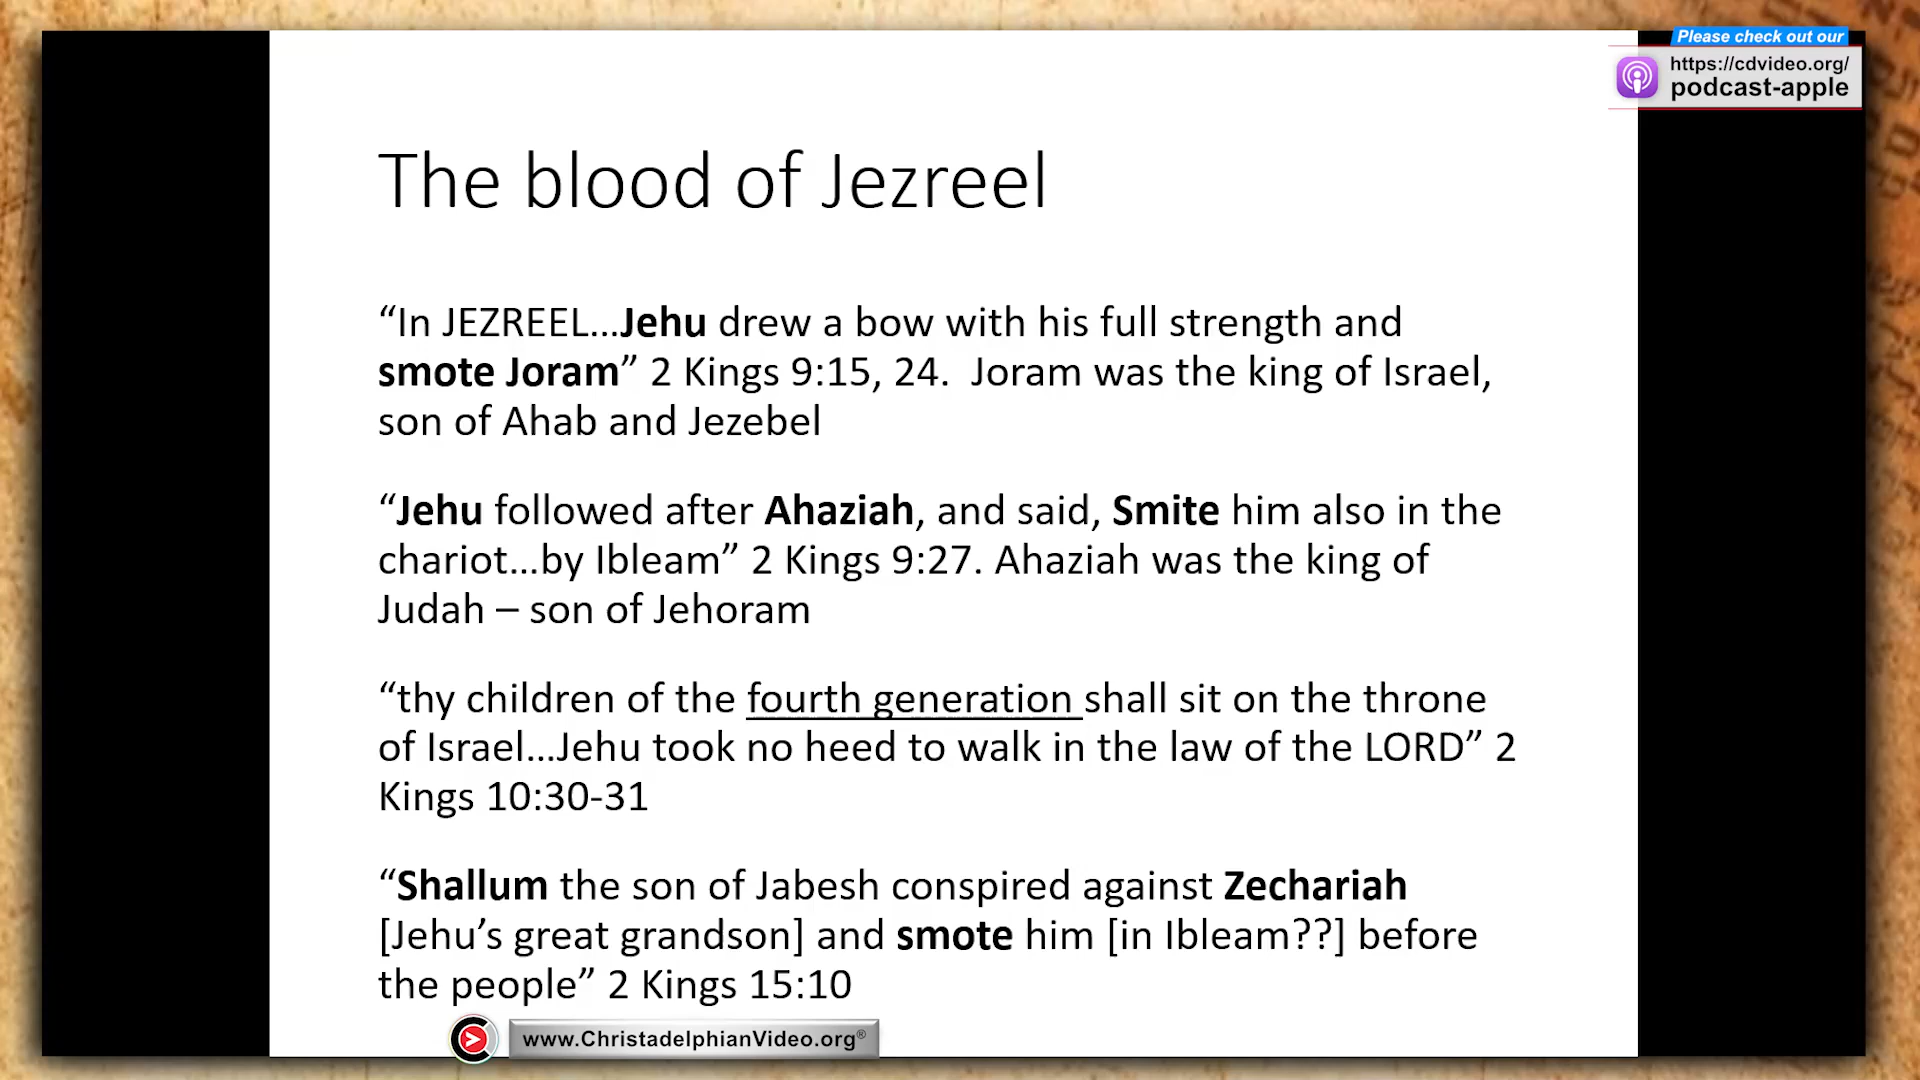 Please check out our
https://cdvideo.org/
podcast-apple
The blood of Jezreel
“In JEZREEL...Jehu drew a bow with his full strength and
smote Joram” 2 Kings 9:15, 24.  Joram was the king of Israel,
son of Ahab and Jezebel
“Jehu followed after Ahaziah, and said, Smite him also in the
chariot...by Ibleam” 2 Kings 9:27. Ahaziah was the king of
Judah – son of Jehoram
“thy children of the fourth generation shall sit on the throne
of Israel...Jehu took no heed to walk in the law of the LORD” 2
Kings 10:30-31
“Shallum the son of Jabesh conspired against Zechariah
[Jehu’s great grandson] and smote him [in Ibleam??] before
the people” 2 Kings 15:10
www.ChristadelphianVideo.org®